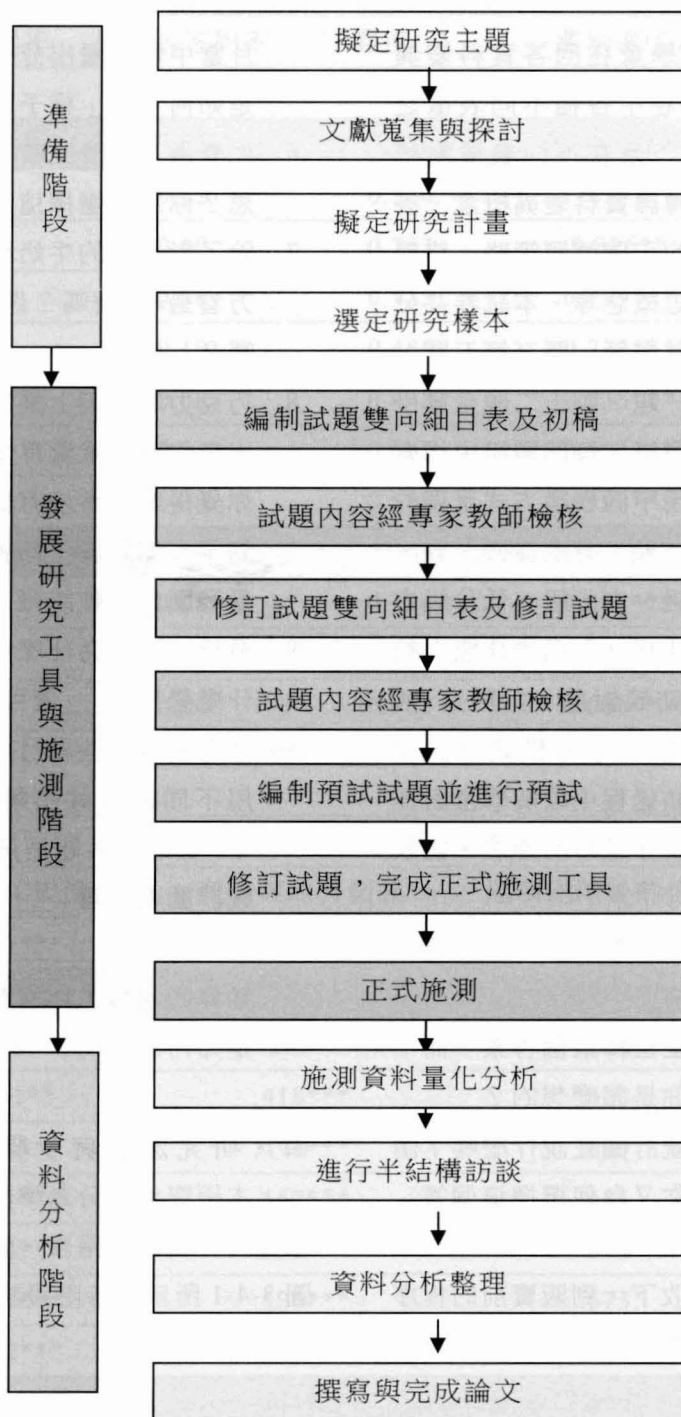 準備階段
擬定研究主題
文獻蒐集與探討
擬定研究計畫
選定研究樣本
發展研究工具與施測階段
編制試題雙向細目表及初稿
試題內容經專家教師檢核
修訂試題雙向細目表及修訂試題
試題內容經專家教師檢核
編制預試試題並進行預試
修訂試題，完成正式施測工具
正式施測
資料分析階段
施測資料量化分析
進行半結構訪談
資料分析整理
撰寫與完成論文